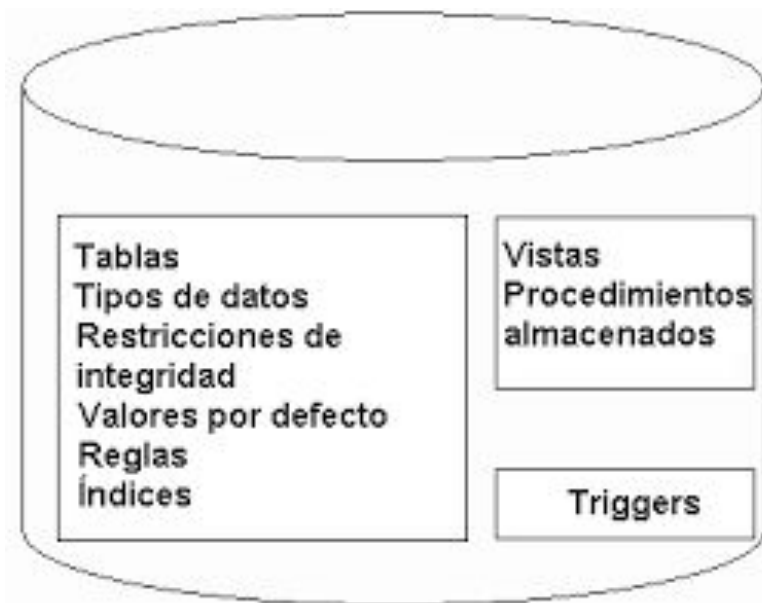 Tablas
Tipos de datos
Restricciones de
integridad
Valores por defecto
Reglas
Índices
Vistas
Procedimientos
almacenados
Triggers